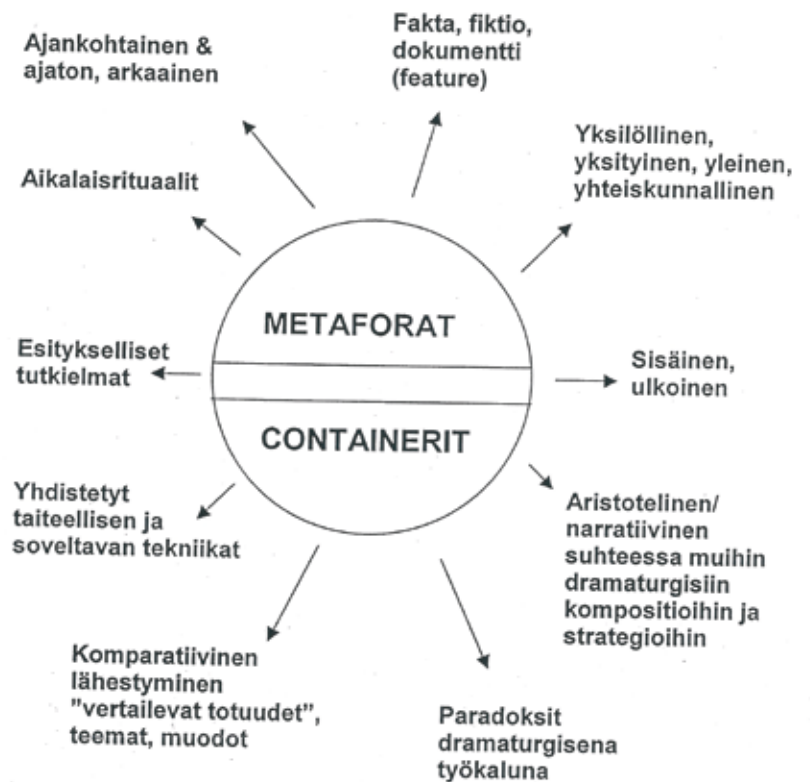 Ajankohtainen &
ajaton, arkaainen
Fakta, fiktio,
dokumentti
(feature)
Yksilöllinen,
yksityinen, yleinen,
yhteiskunnallinen
Aikalaisrituaalit
METAFORAT
Esitykselliset
tutkielmat
Sisäinen,
ulkoinen
CONTAINERIT
Yhdistetyt
taiteellisen ja
soveltavan tekniikat
Aristotelinen/
narratiivinen
suhteessa muihin
dramaturgisiin
kompositioihin ja
strategioihin
Komparatiivinen
lähestyminen
"vertailevat totuudet",
teemat, muodot
Paradoksit
dramaturgisena
työkaluna